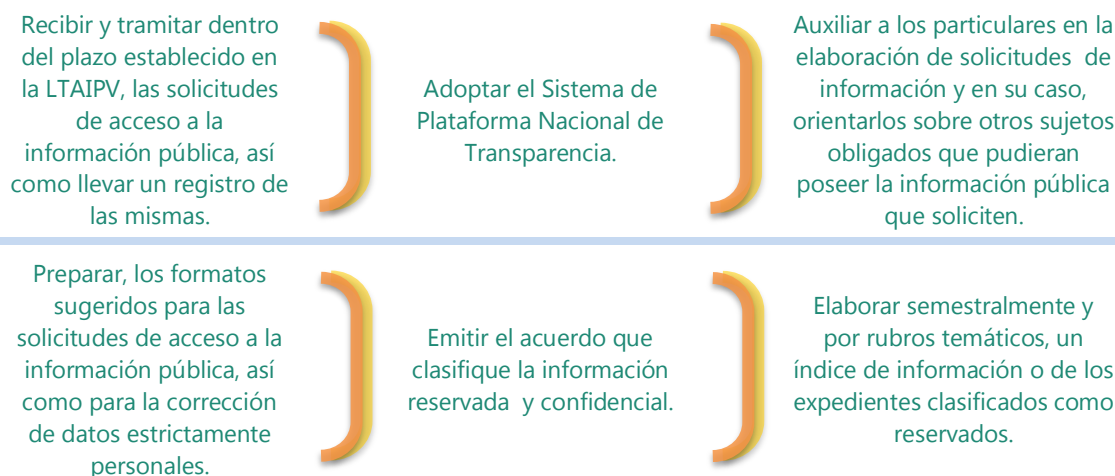 Recibir y tramitar dentro
del plazo establecido en
la LTAIPV, las solicitudes
de acceso a la
información pública, así
como llevar un registro de
las mismas.
Adoptar el Sistema de
Plataforma Nacional de
Transparencia.
Auxiliar a los particulares en la
elaboración de solicitudes de
información y en su caso,
orientarlos sobre otros sujetos
obligados que pudieran
poseer la información pública
que soliciten.
Preparar, los formatos
sugeridos para las
solicitudes de acceso a la
información pública, así
como para la corrección
de datos estrictamente
personales.
Emitir el acuerdo que
clasifique la información
reservada y confidencial.
Elaborar semestralmente y
por rubros temáticos, un
índice de información o de los
expedientes clasificados como
reservados.